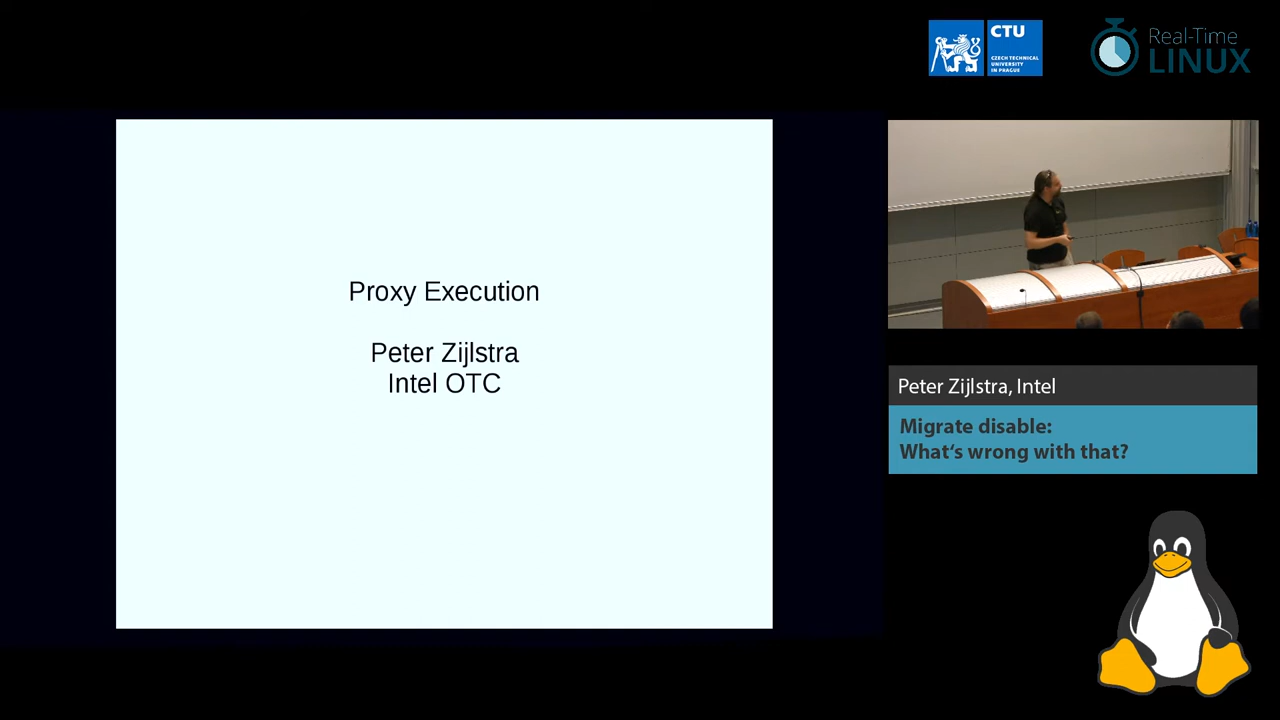 CTU
CZECH TECHNICAL
UNIVERSITY
IN PRAGUE
Real-Time
LINUX
Proxy Execution
Peter Zijlstra
Intel OTC
Peter Zijlstra, Intel
Migrate disable:
What's wrong with that?